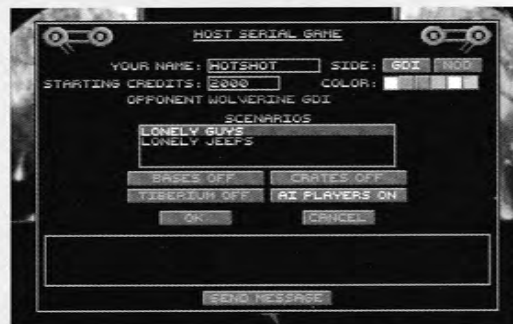 HOST SERIAL GAME
YOUR NAME: HOTSHOT SIDE: GDI NOD
STARTING CREDITS: 2000 COLOR:
OPPONENT WOLVERINE GDI
SCENARIOS
LONELY GUYS
LONELY JEEPS
BASES OFF CRATES OFF
TIBERIUM OFF AI PLAYERS ON
OK CANCEL
SEND MESSAGE